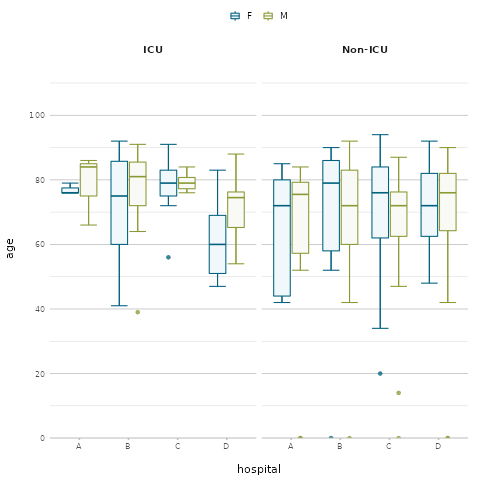 F M
ICU Non-ICU
100
80
60
40
20
0
A B C D A B C D
age
hospital